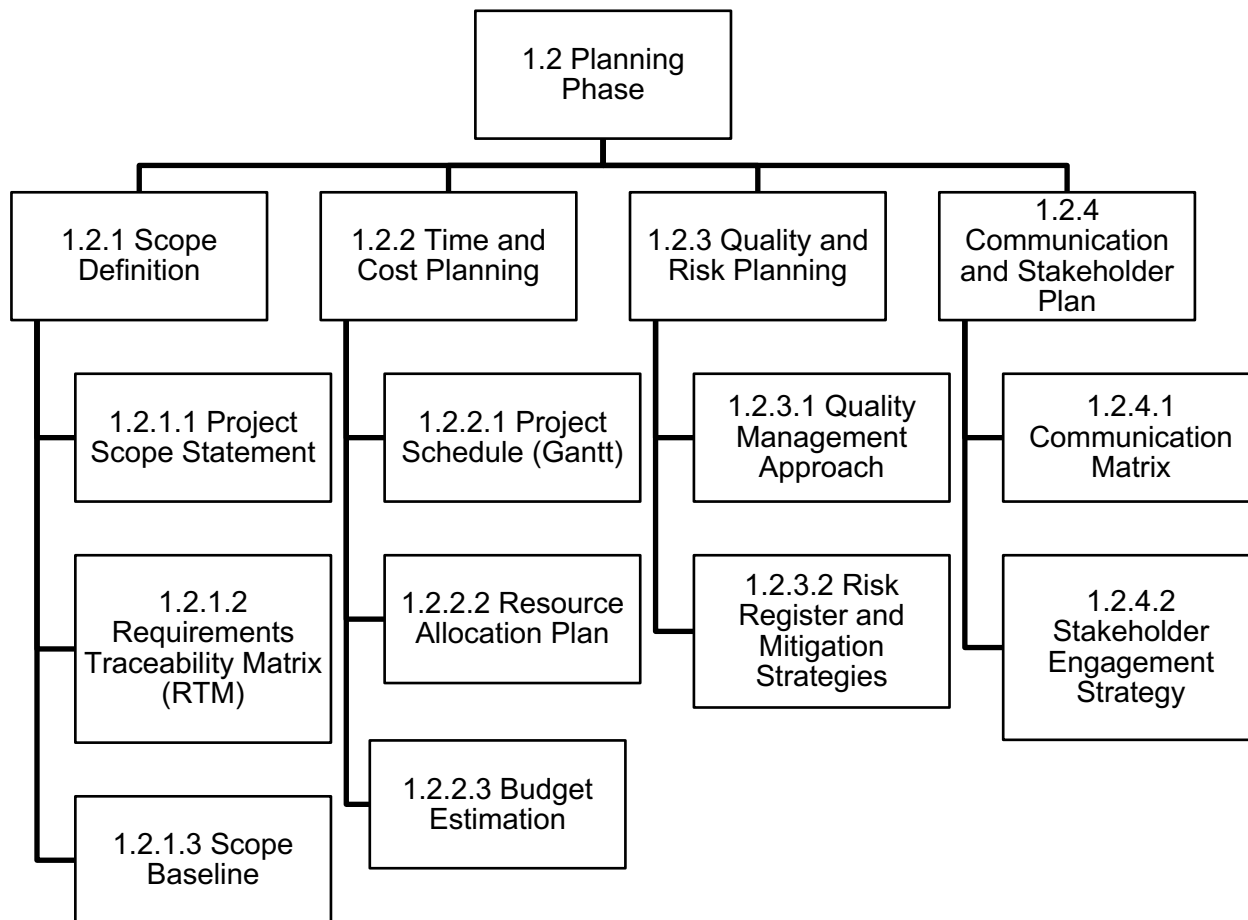 1.2 Planning
Phase
1.2.1 Scope
Definition
1.2.2 Time and
Cost Planning
1.2.3 Quality and
Risk Planning
1.2.4
Communication
and Stakeholder
Plan
1.2.1.1 Project
Scope Statement
1.2.2.1 Project
Schedule (Gantt)
1.2.3.1 Quality
Management
Approach
1.2.4.1
Communication
Matrix
1.2.1.2
Requirements
Traceability Matrix
(RTM)
1.2.2.2 Resource
Allocation Plan
1.2.3.2 Risk
Register and
Mitigation
Strategies
1.2.4.2
Stakeholder
Engagement
Strategy
1.2.1.3 Scope
Baseline
1.2.2.3 Budget
Estimation